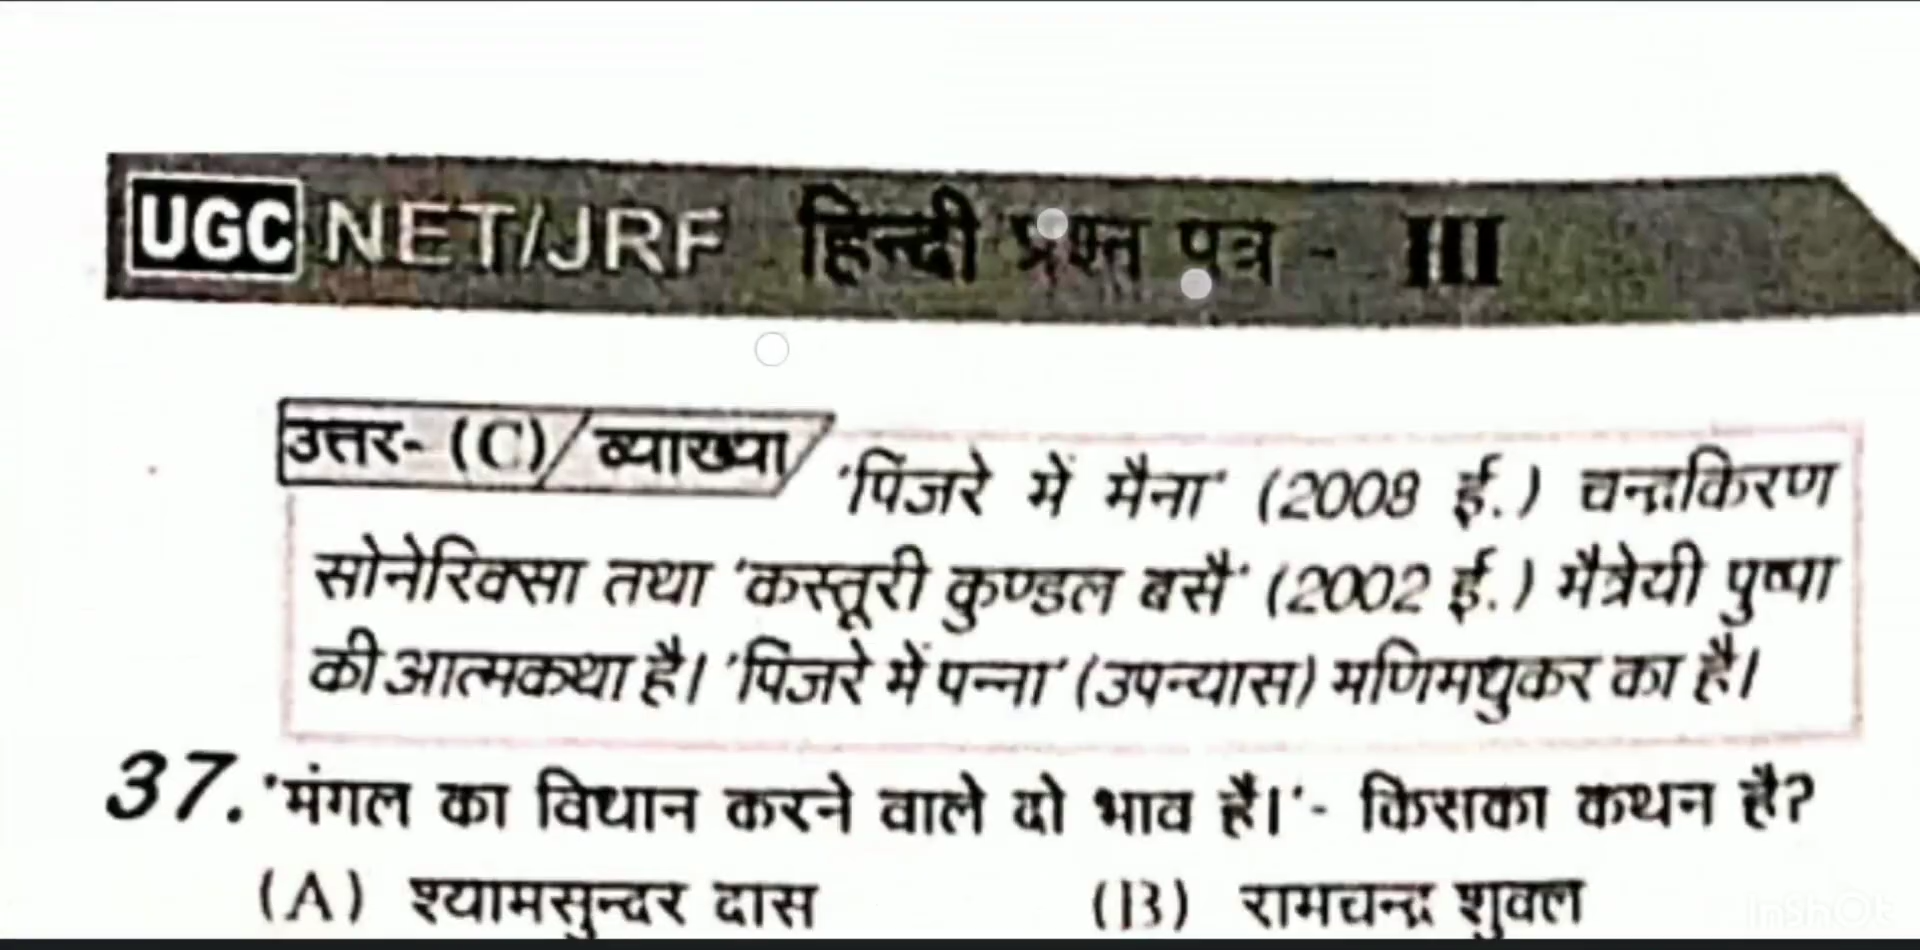 UGC NET/JRF हिन्दी प्रश्न पत्र - III
उत्तर- (C)/व्याख्या 'पिंजरे में मैना' (2008 ई.) चन्द्रकिरण
सोनेरिक्सा तथा 'कस्तूरी कुण्डल बसै' (2002 ई.) मैत्रेयी पुष्पा
की आत्मकथा है। 'पिंजरे में पन्ना' (उपन्यास) मणिमधुकर का है।
37. 'मंगल का विधान करने वाले दो भाव हैं।'- किसका कथन है?
(A) श्यामसुन्दर दास (B) रामचन्द्र शुक्ल
InShOt